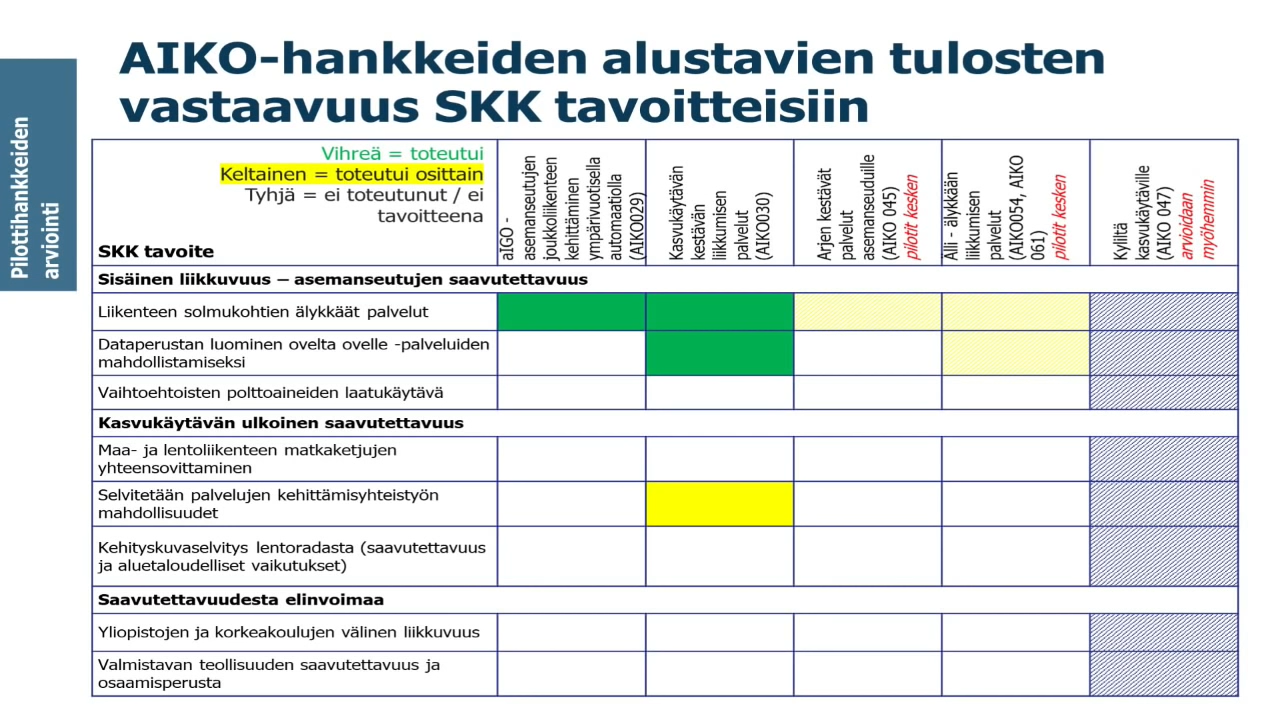 AIKO-hankkeiden alustavien tulosten
vastaavuus SKK tavoitteisiin
Pilottihankkeiden
arviointi
Vihreä = toteutui
Keltainen = toteutui osittain
Tyhjä = ei toteutunut / ei
tavoitteena
SKK tavoite
aIGO -
asemanseutujen
joukkoliikenteen
kehittäminen
ympärivuotisella
automaatiolla
(AIKO029)
Kasvukäytävän
kestävän
liikkumisen
palvelut
(AIKO0030)
Arjen kestävät
palvelut
asemanseuduille
(AIKO 045)
pilotit kesken
Älli - älykkään
liikkumisen
palvelut
(AIKO054, AIKO
061)
pilotit kesken
Kyliltä
kasvukäytäville
(AIKO 047)
arvioidaan
myöhemmin
Sisäinen liikkuvuus – asemanseutujen saavutettavuus
Liikenteen solmukohtien älykkäät palvelut
Dataperustan luominen ovelta ovelle -palveluiden
mahdollistamiseksi
Vaihtoehtoisten polttoaineiden laatukäytävä
Kasvukäytävän ulkoinen saavutettavuus
Maa- ja lentoliikenteen matkaketjujen
yhteensovittaminen
Selvitetään palvelujen kehittämisyhteistyön
mahdollisuudet
Kehityskuvaselvitys lentoradasta (saavutettavuus
ja aluetaloudelliset vaikutukset)
Saavutettavuudesta elinvoimaa
Yliopistojen ja korkeakoulujen välinen liikkuvuus
Valmistavan teollisuuden saavutettavuus ja
osaamisperusta